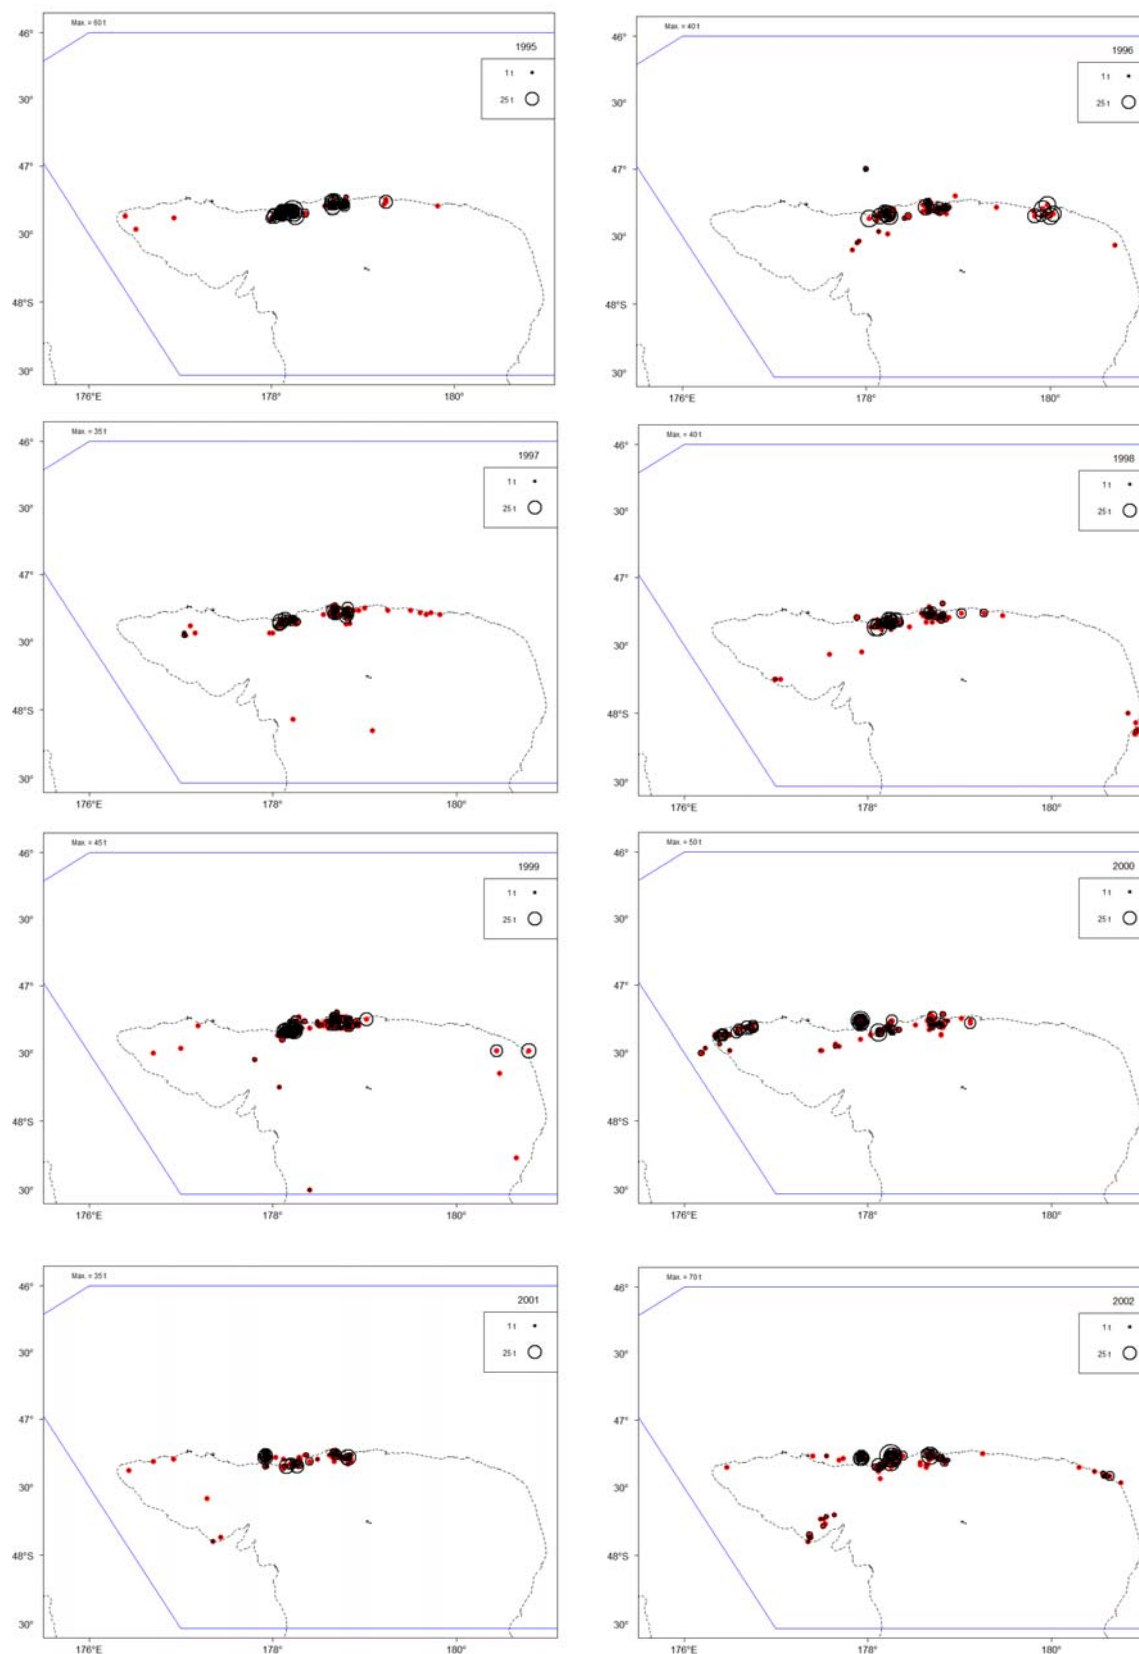 Max. = 60 t
1995
1 t
25 t
46°
30°
47°
30°
48°S
30°
176°E
178°
180°
Max. = 40 t
1996
1 t
25 t
46°
30°
47°
30°
48°S
30°
176°E
178°
180°
Max. = 35 t
1997
1 t
25 t
46°
30°
47°
30°
48°S
30°
176°E
178°
180°
Max. = 40 t
1998
1 t
25 t
46°
30°
47°
30°
48°S
30°
176°E
178°
180°
Max. = 45 t
1999
1 t
25 t
46°
30°
47°
30°
48°S
30°
176°E
178°
180°
Max. = 50 t
2000
1 t
25 t
46°
30°
47°
30°
48°S
30°
176°E
178°
180°
Max. = 35 t
2001
1 t
25 t
46°
30°
47°
30°
48°S
30°
176°E
178°
180°
Max. = 70 t
2002
1 t
25 t
46°
30°
47°
30°
48°S
30°
176°E
178°
180°